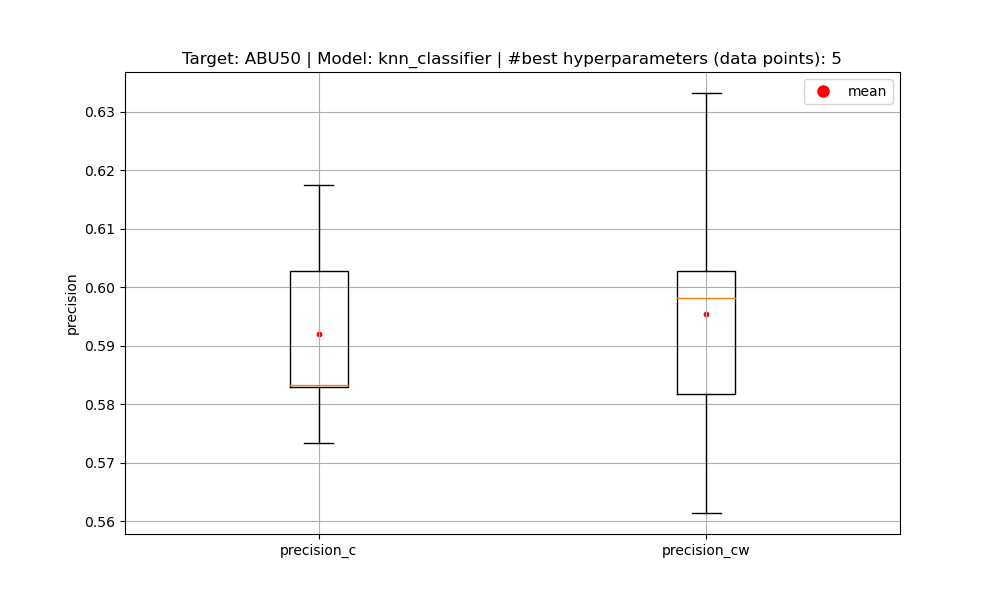 Target: ABU50 | Model: knn_classifier | #best hyperparameters (data points): 5
mean
0.63
0.62
0.61
0.60
0.59
0.58
0.57
0.56
precision
precision_c
precision_cw